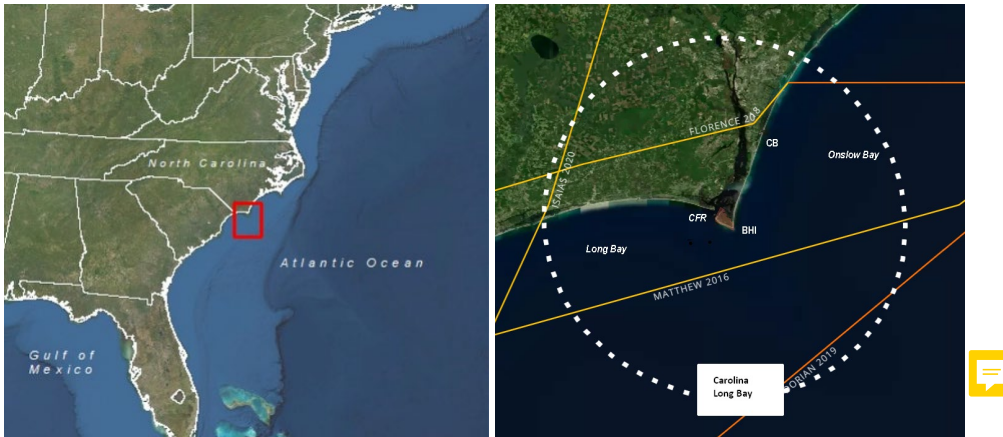 North Carolina
Atlantic Ocean
Gulf of
Mexico
FLORENCE 208
CB
Onslow Bay
ISAIAS 2020
CFR
BHI
Long Bay
MATTHEW 2016
DORIAN 2019
Carolina
Long Bay